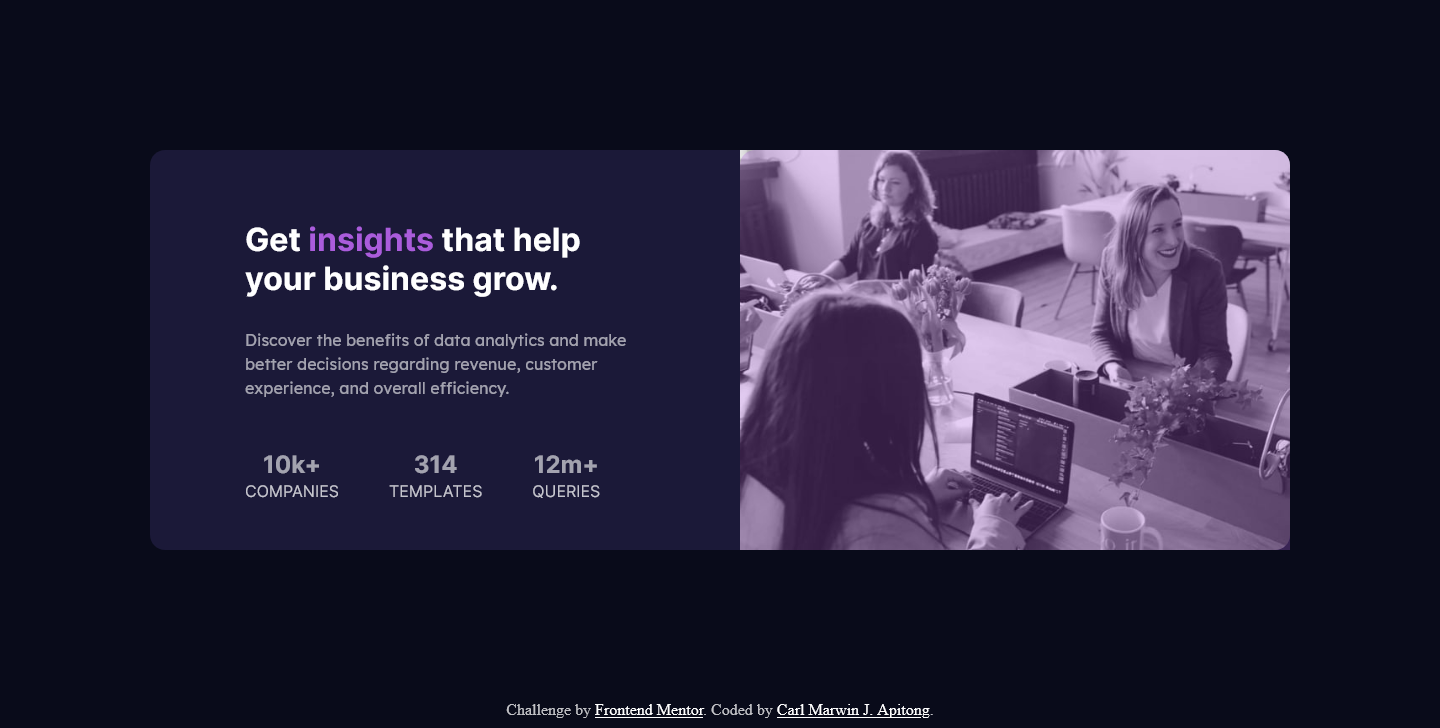 Get insights that help
your business grow.
Discover the benefits of data analytics and make
better decisions regarding revenue, customer
experience, and overall efficiency.
10k+ 314 12m+
COMPANIES TEMPLATES QUERIES
Challenge by Frontend Mentor. Coded by Carl Marwin J. Apitong.